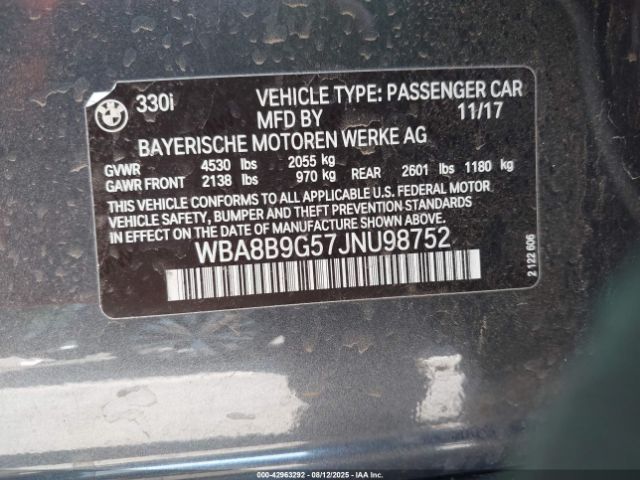 330i VEHICLE TYPE: PASSENGER CAR
MFD BY 11/17
BAYERISCHE MOTOREN WERKE AG
GVWR 4530 lbs 2055 kg
GAWR FRONT 2138 lbs 970 kg REAR 2601 lbs 1180 kg
THIS VEHICLE CONFORMS TO ALL APPLICABLE U.S. FEDERAL MOTOR
VEHICLE SAFETY, BUMPER AND THEFT PREVENTION STANDARDS
IN EFFECT ON THE DATE OF MANUFACTURE SHOWN ABOVE.
WBA8B9G57JNU98752
2 122 606
000-42963292 - 08/12/2025 - IAA Inc.